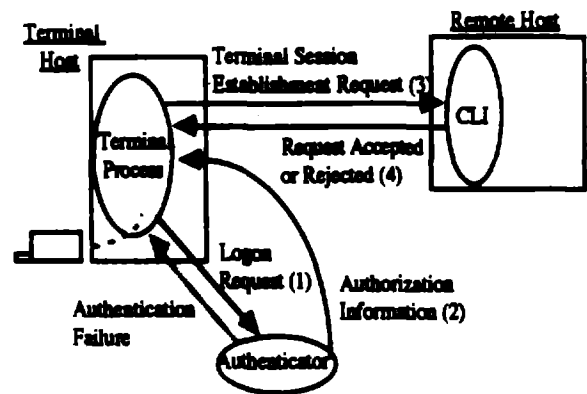 Terminal
Host
Remote Host
Terminal Session
Establishment Request (3)
CLI
Terminal
Process
Request Accepted
or Rejected (4)
Logon
Request (1)
Authorization
Information (2)
Authentication
Failure
Authenticator